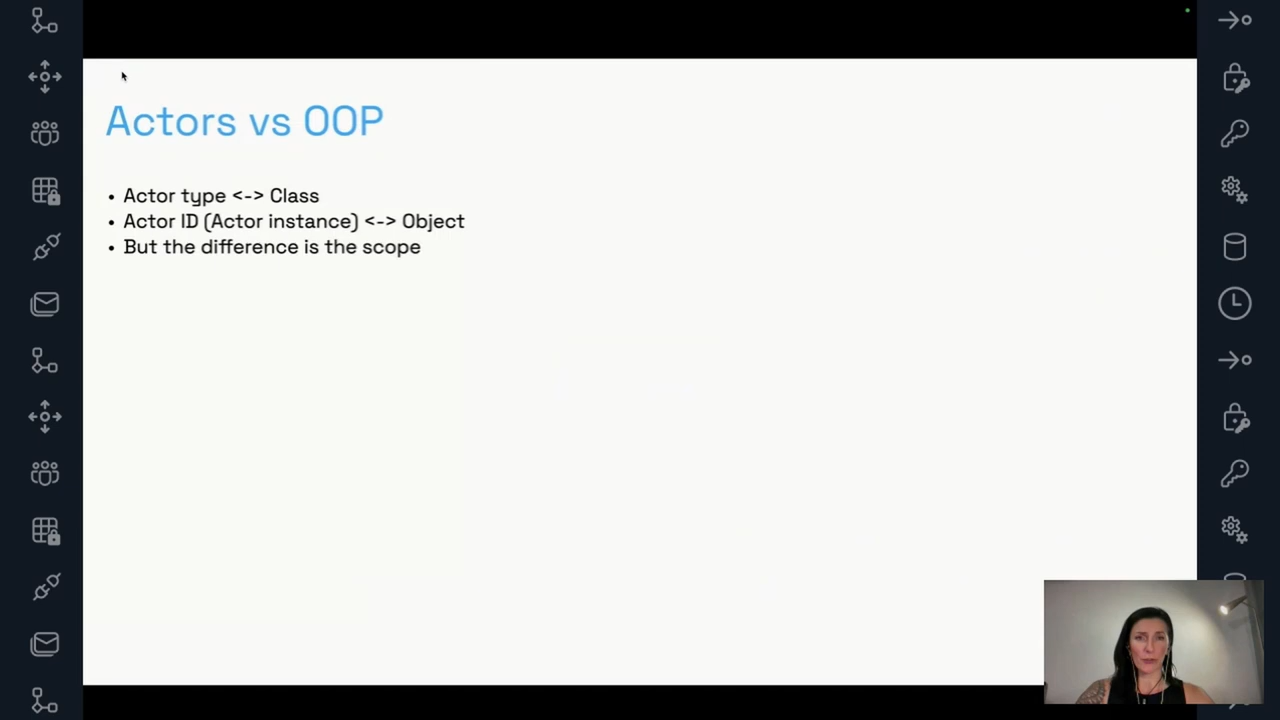 Actors vs OOP
• Actor type <-> Class
• Actor ID (Actor instance) <-> Object
• But the difference is the scope